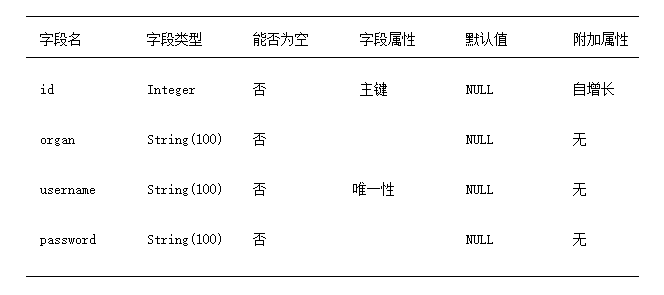 字段名 字段类型 能否为空 字段属性 默认值 附加属性
id Integer 否 主键 NULL 自增长
organ String(100) 否 NULL 无
username String(100) 否 唯一性 NULL 无
password String(100) 否 NULL 无